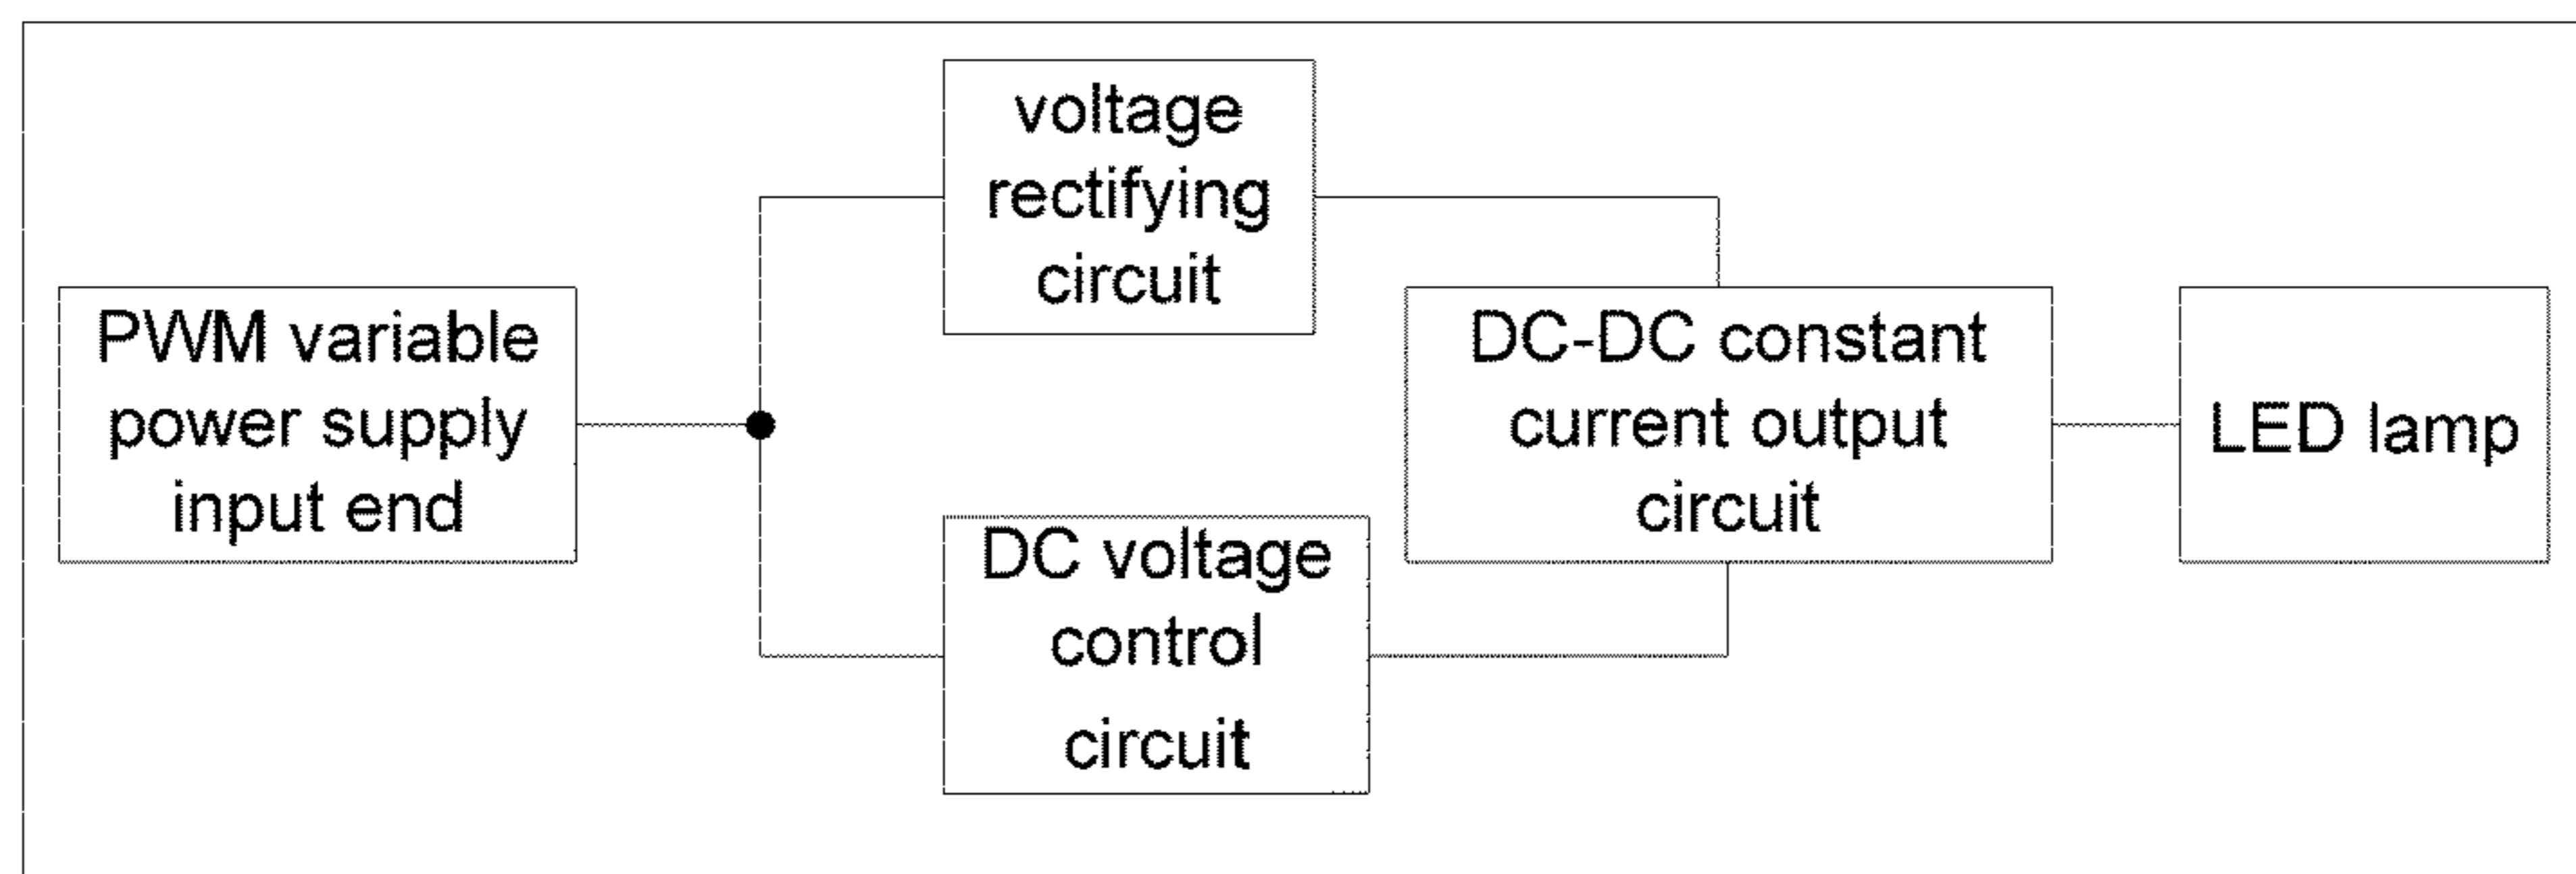 voltage
rectifying
circuit
PWM variable
power supply
input end
DC-DC constant
current output
circuit
LED lamp
DC voltage
control
circuit